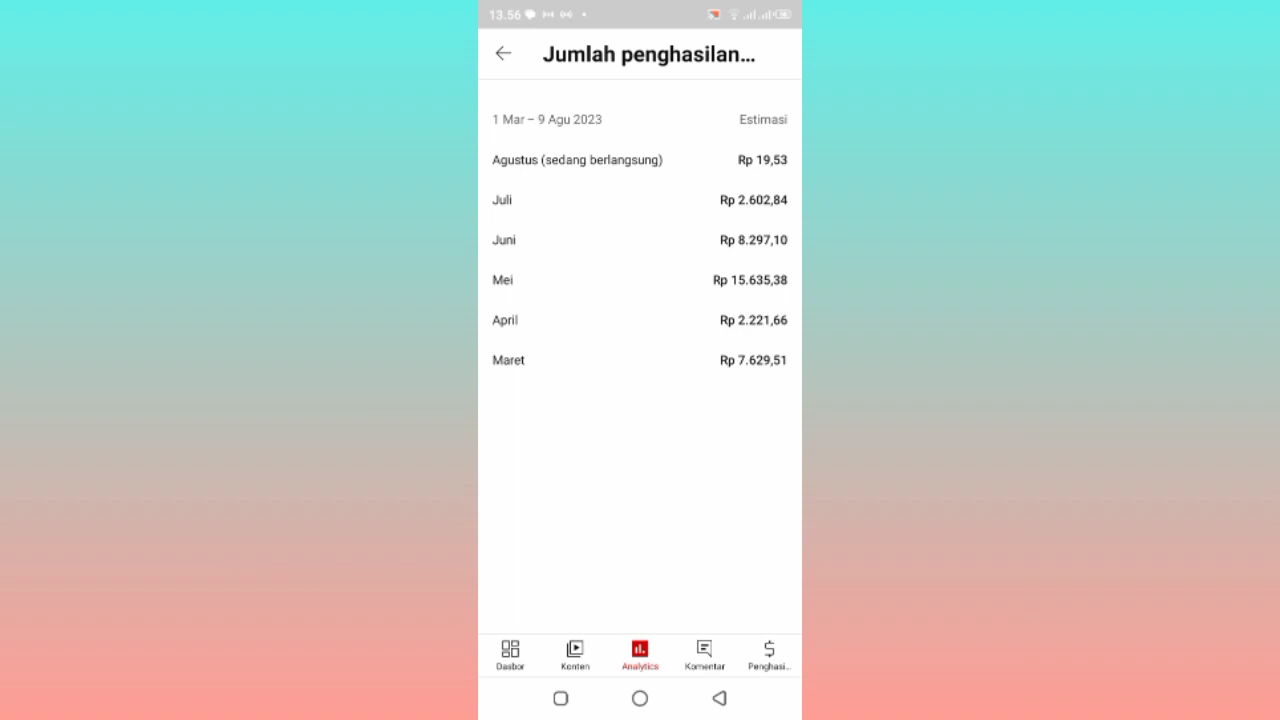 13.56
Jumlah penghasilan...
1 Mar – 9 Agu 2023 Estimasi
Agustus (sedang berlangsung) Rp 19,53
Juli Rp 2.602,84
Juni Rp 8.297,10
Mei Rp 15.635,38
April Rp 2.221,66
Maret Rp 7.629,51
Dasbor Konten Analytics Komentar Penghasi...